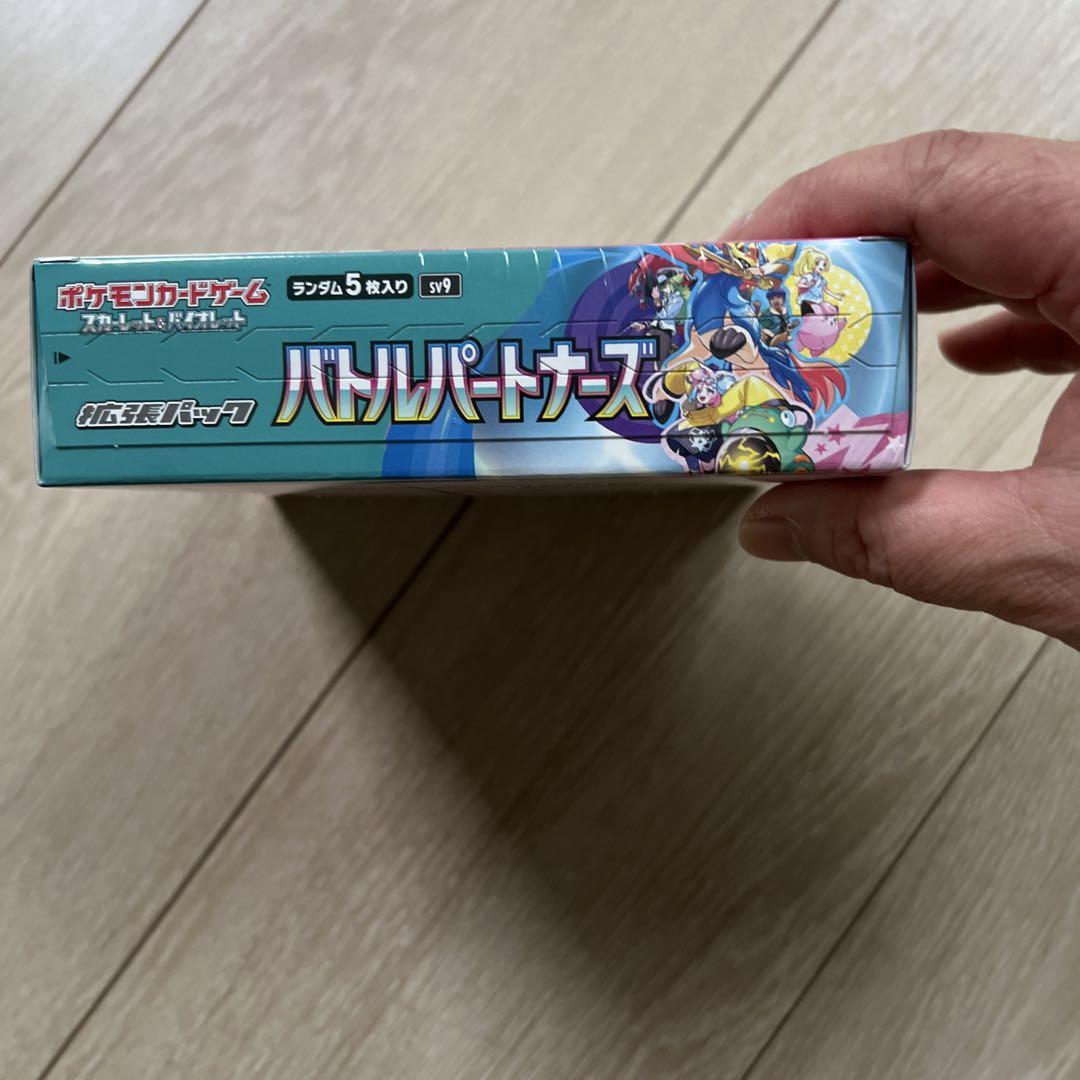 ポケモンカードゲーム
スカーレット&バイオレット
ランダム5枚入り
SV9
拡張パック
バトルパートナーズ